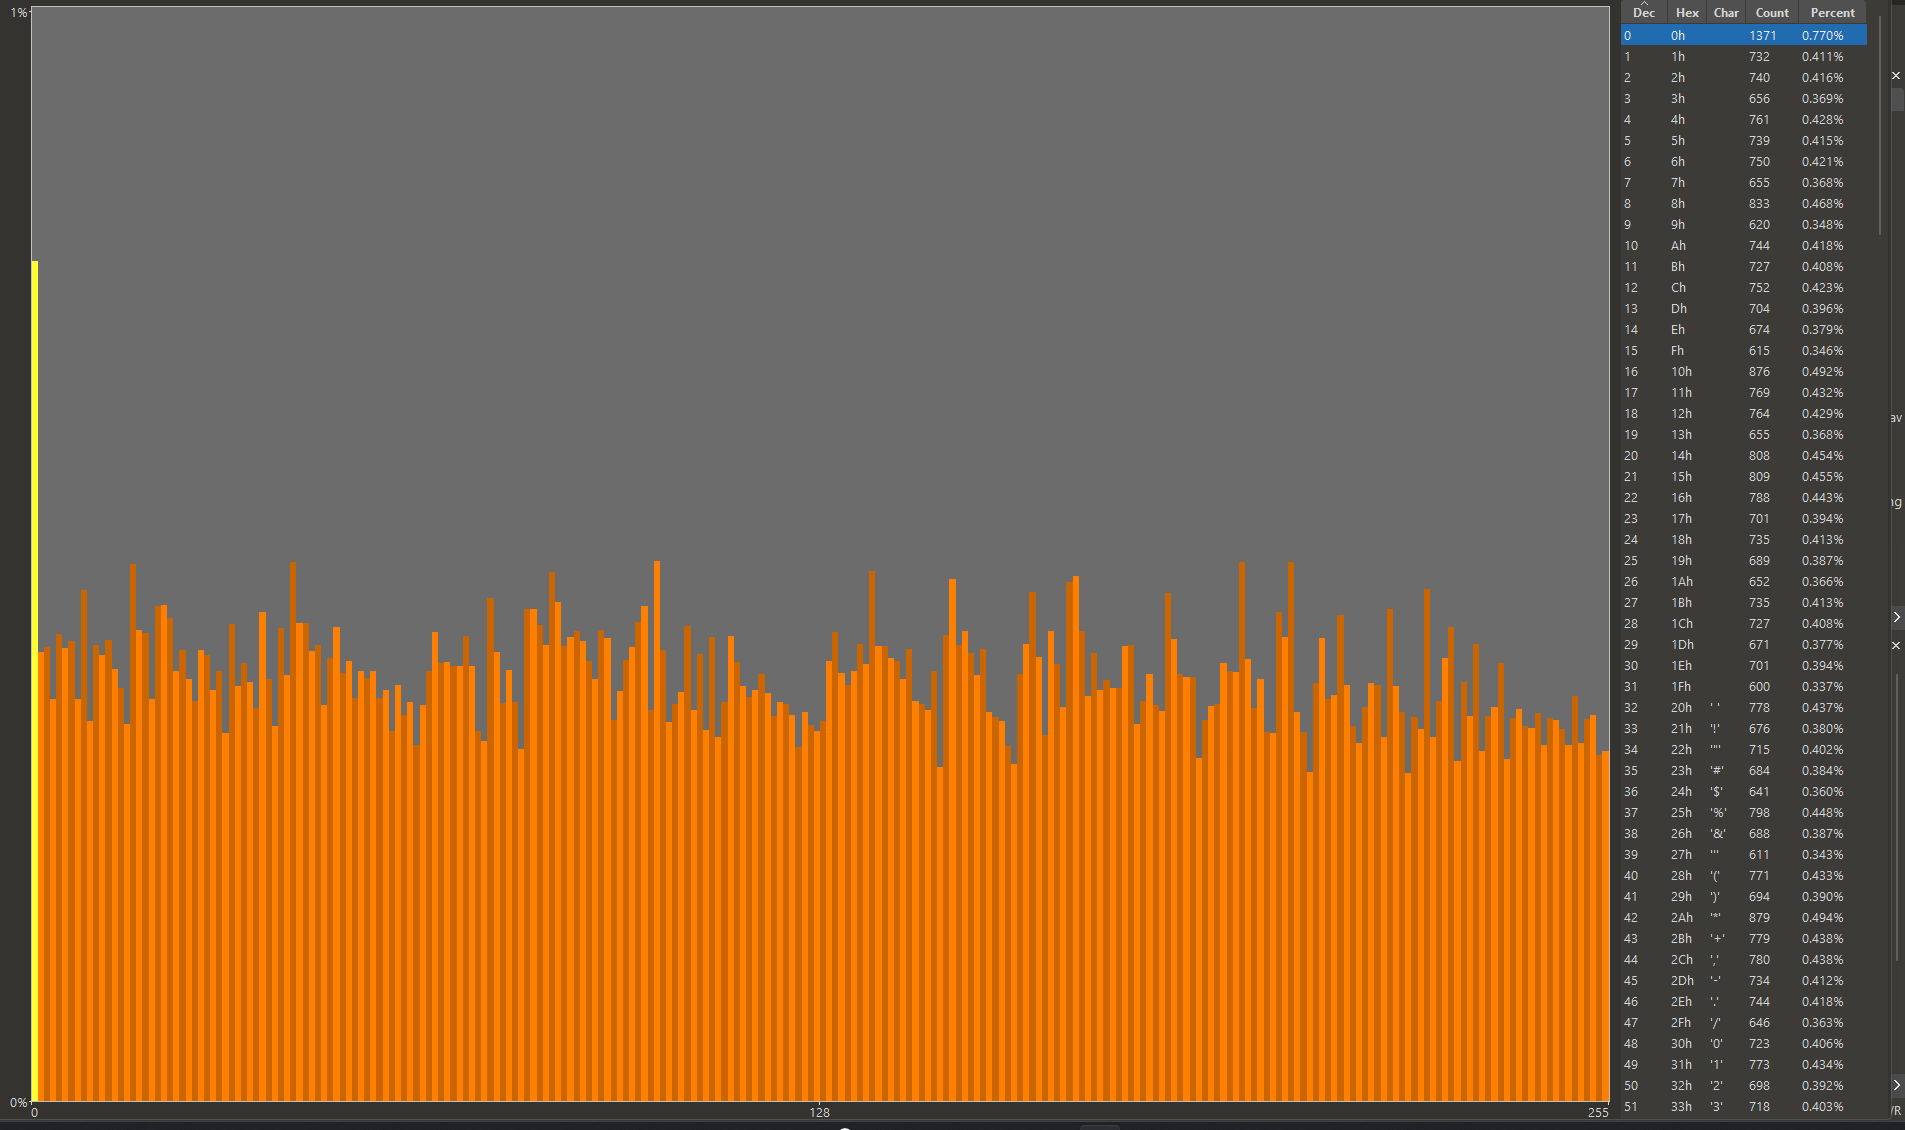 1%
0%
0 128 255
Dec Hex Char Count Percent
0 0h 1371 0.770%
1 1h 732 0.411%
2 2h 740 0.416%
3 3h 656 0.369%
4 4h 761 0.428%
5 5h 739 0.415%
6 6h 750 0.421%
7 7h 655 0.368%
8 8h 833 0.468%
9 9h 620 0.348%
10 Ah 744 0.418%
11 Bh 727 0.408%
12 Ch 752 0.423%
13 Dh 704 0.396%
14 Eh 674 0.379%
15 Fh 615 0.346%
16 10h 876 0.492%
17 11h 769 0.432%
18 12h 764 0.429%
19 13h 655 0.368%
20 14h 808 0.454%
21 15h 809 0.455%
22 16h 788 0.443%
23 17h 701 0.394%
24 18h 735 0.413%
25 19h 689 0.387%
26 1Ah 652 0.366%
27 1Bh 735 0.413%
28 1Ch 727 0.408%
29 1Dh 671 0.377%
30 1Eh 701 0.394%
31 1Fh 600 0.337%
32 20h ' ' 778 0.437%
33 21h '!' 676 0.380%
34 22h '"' 715 0.402%
35 23h '#' 684 0.384%
36 24h '$' 641 0.360%
37 25h '%' 798 0.448%
38 26h '&' 688 0.387%
39 27h ''' 611 0.343%
40 28h '(' 771 0.433%
41 29h ')' 694 0.390%
42 2Ah '*' 879 0.494%
43 2Bh '+' 779 0.438%
44 2Ch ',' 780 0.438%
45 2Dh '-' 734 0.412%
46 2Eh '.' 744 0.418%
47 2Fh '/' 646 0.363%
48 30h '0' 723 0.406%
49 31h '1' 773 0.434%
50 32h '2' 698 0.392%
51 33h '3' 718 0.403%